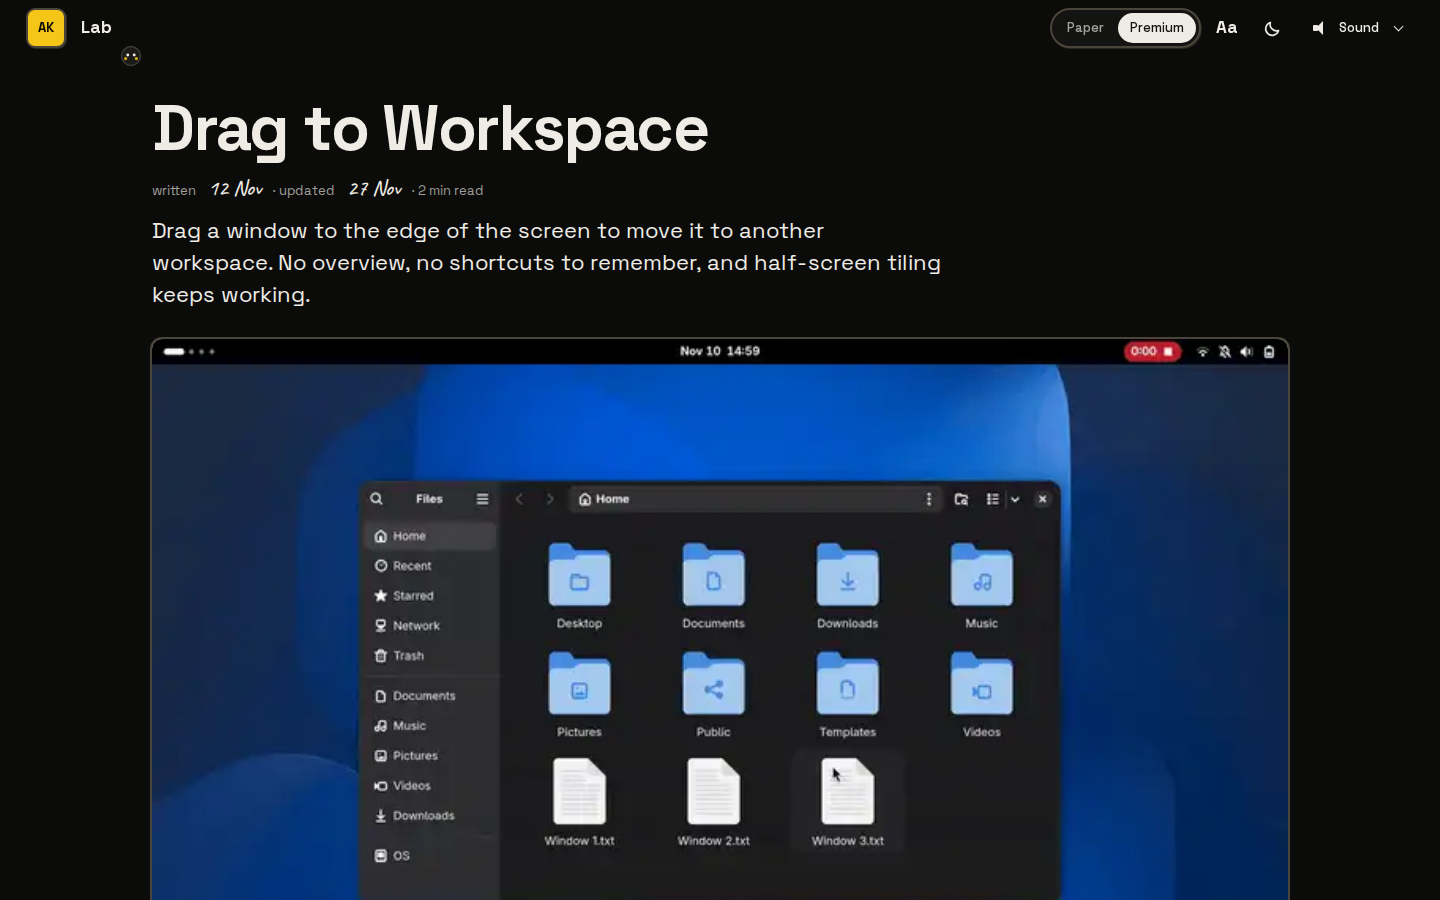 AK Lab Paper Premium Aa Sound
Drag to Workspace
written 12 Nov · updated 27 Nov · 2 min read
Drag a window to the edge of the screen to move it to another
workspace. No overview, no shortcuts to remember, and half-screen tiling
keeps working.
Nov 10 14:59 0:00
Files Home
Home
Recent
Starred
Network
Trash
Documents
Music
Pictures
Videos
Downloads
OS
Desktop Documents Downloads Music
Pictures Public Templates Videos
Window 1.txt Window 2.txt Window 3.txt